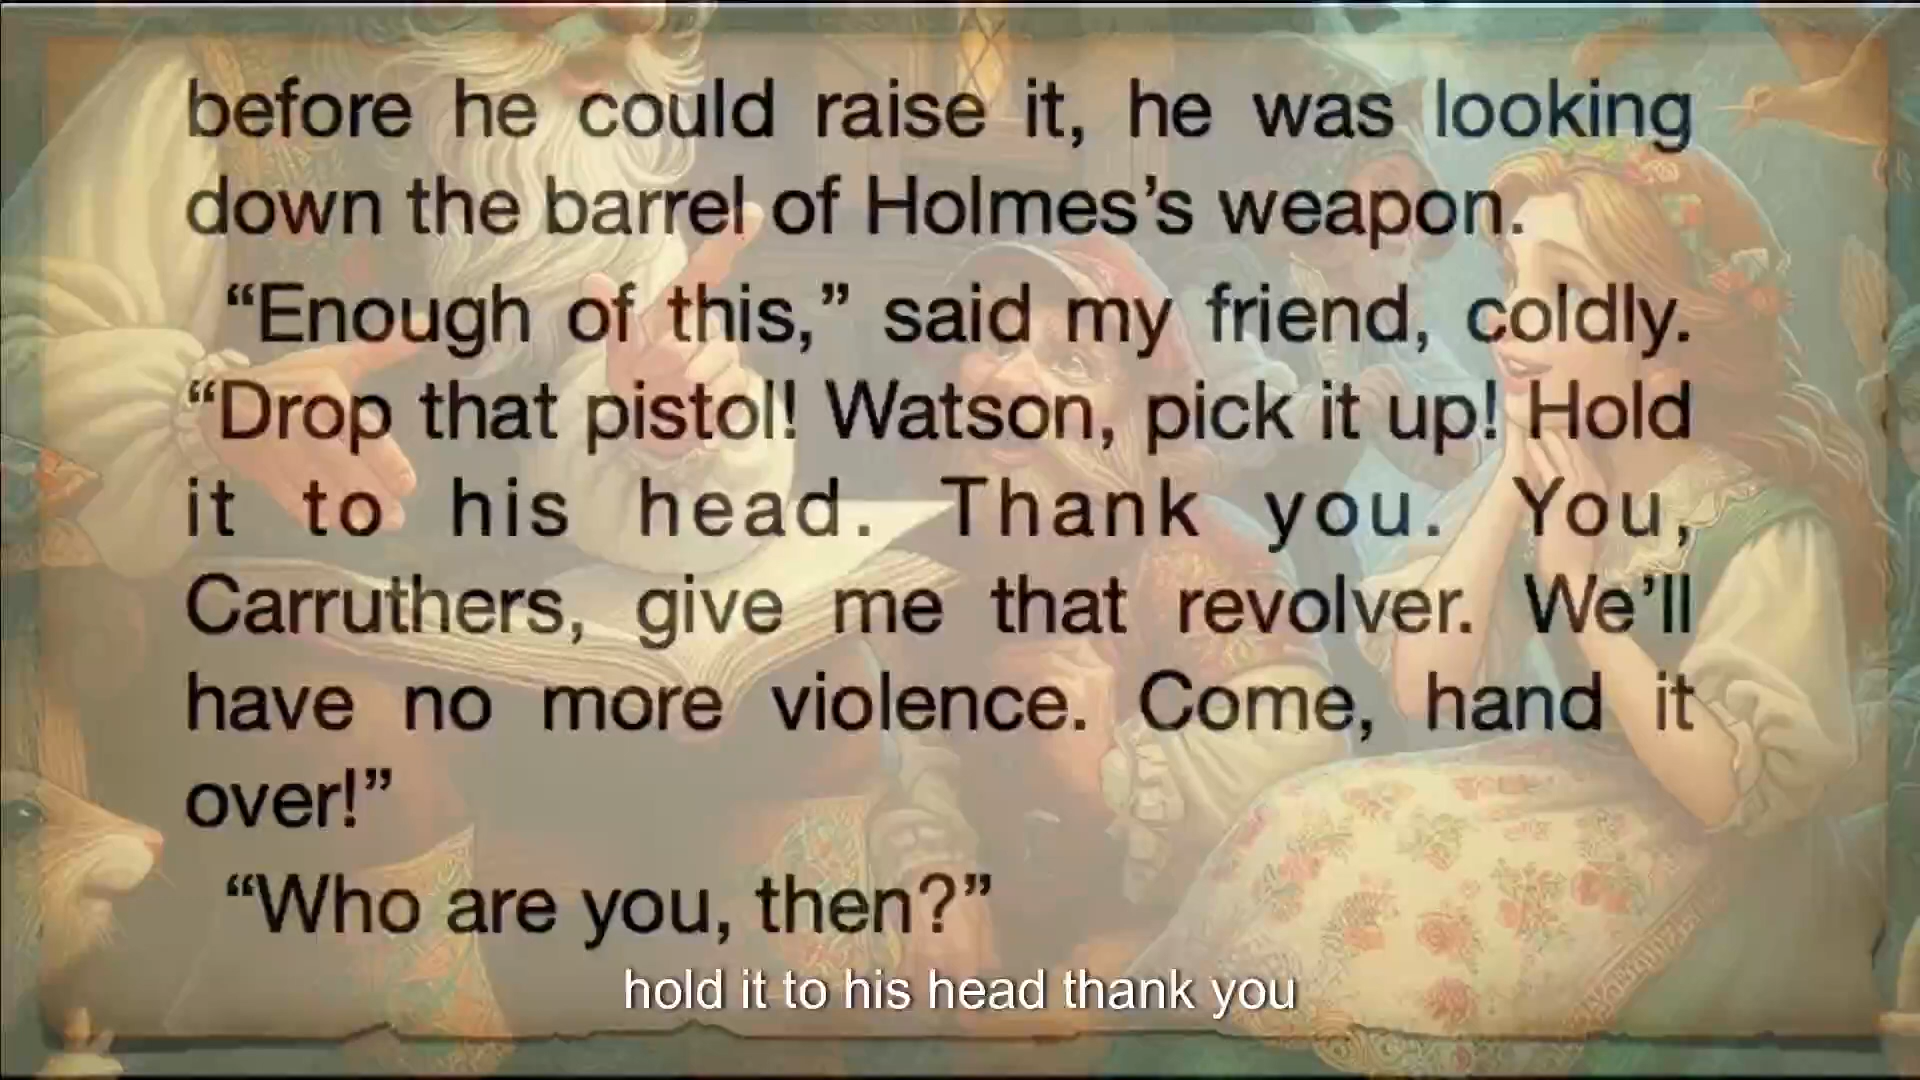 before he could raise it, he was looking
down the barrel of Holmes’s weapon.
“Enough of this,” said my friend, coldly.
“Drop that pistol! Watson, pick it up! Hold
it to his head. Thank you. You,
Carruthers, give me that revolver. We’ll
have no more violence. Come, hand it
over!”
“Who are you, then?”
hold it to his head thank you